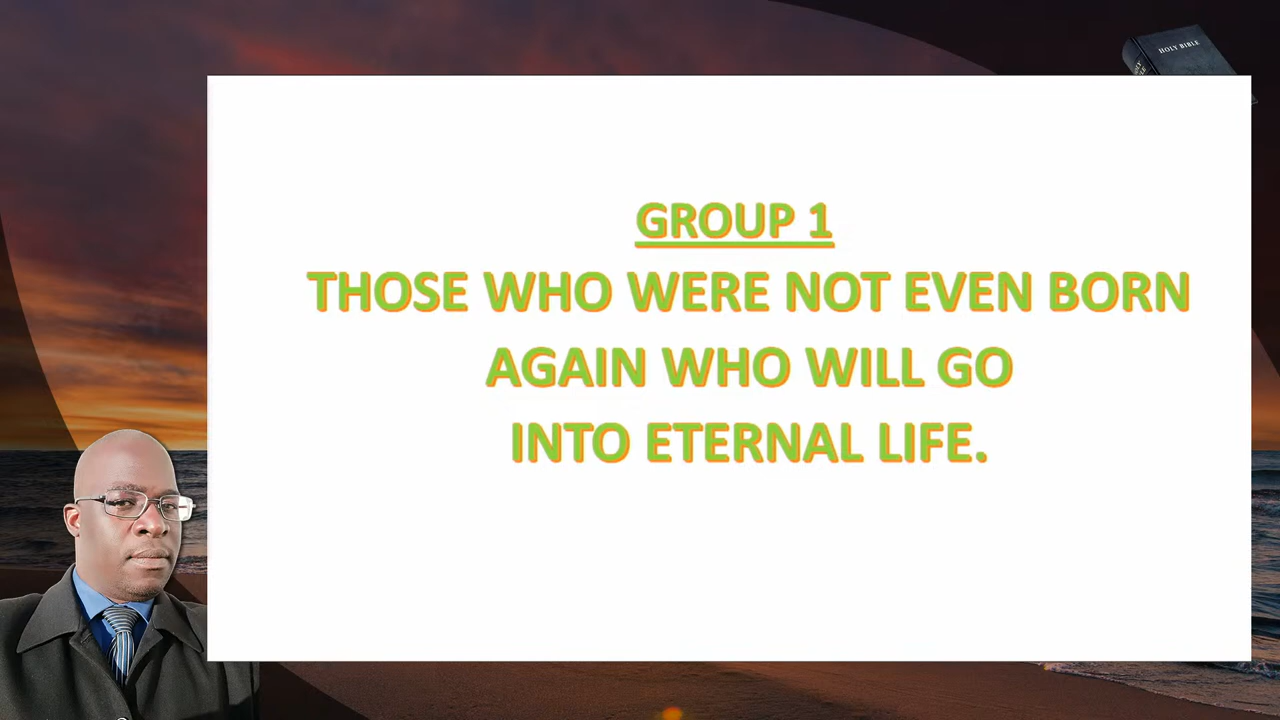 HOLY BIBLE
GROUP 1
THOSE WHO WERE NOT EVEN BORN
AGAIN WHO WILL GO
INTO ETERNAL LIFE.